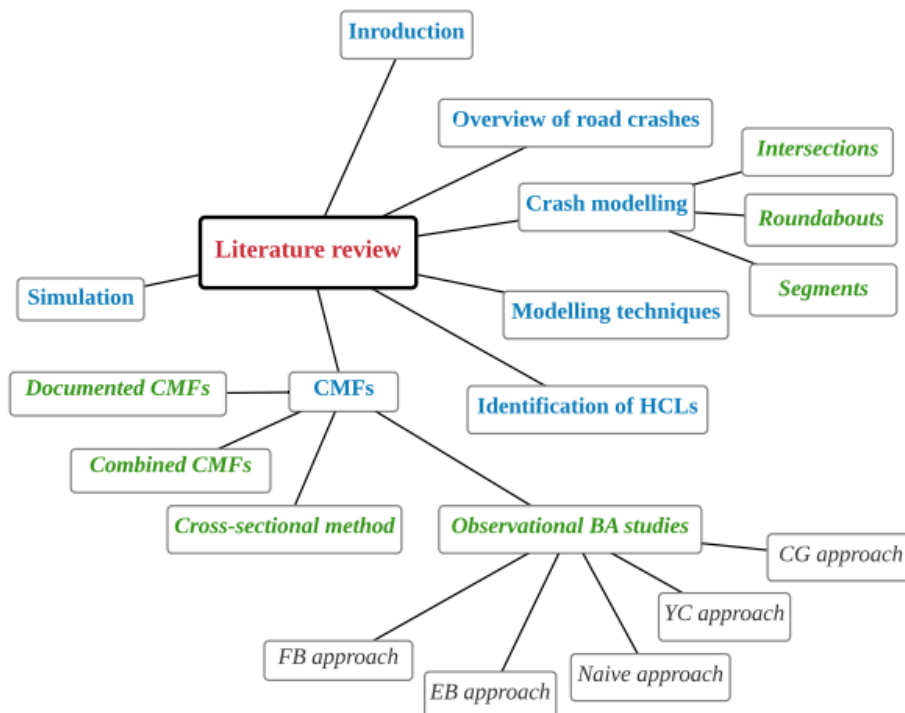 Inroduction
Overview of road crashes
Intersections
Crash modelling
Roundabouts
Literature review
Segments
Simulation
Modelling techniques
Documented CMFs
CMFs
Identification of HCLs
Combined CMFs
Cross-sectional method
Observational BA studies
CG approach
YC approach
FB approach
Naive approach
EB approach